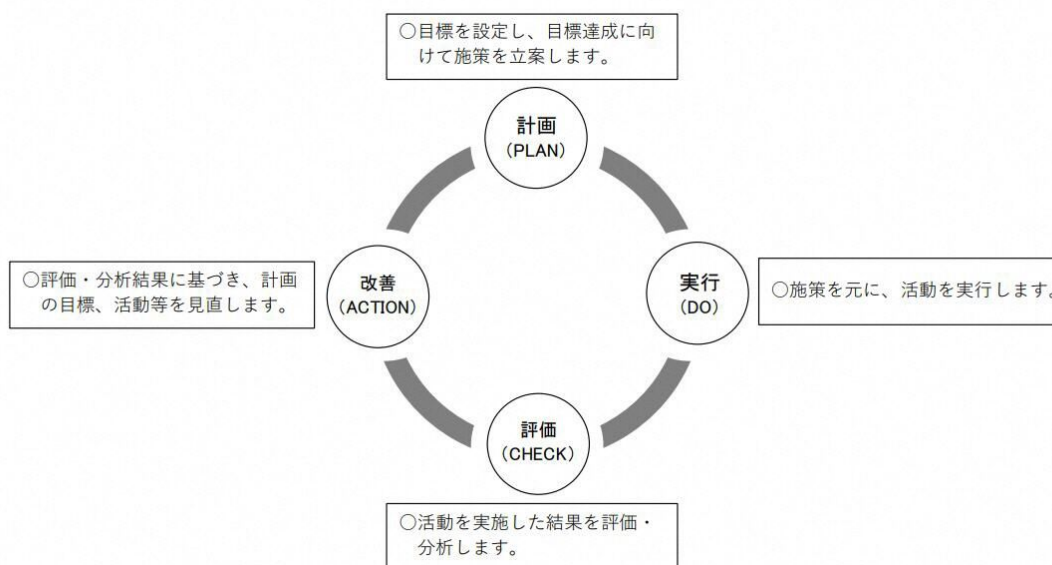 ○目標を設定し、目標達成に向
けて施策を立案します。
計画
（PLAN）
○評価・分析結果に基づき、計画
の目標、活動等を見直します。
改善
（ACTION）
実行
（DO）
○施策を元に、活動を実行します。
評価
（CHECK）
○活動を実施した結果を評価・
分析します。